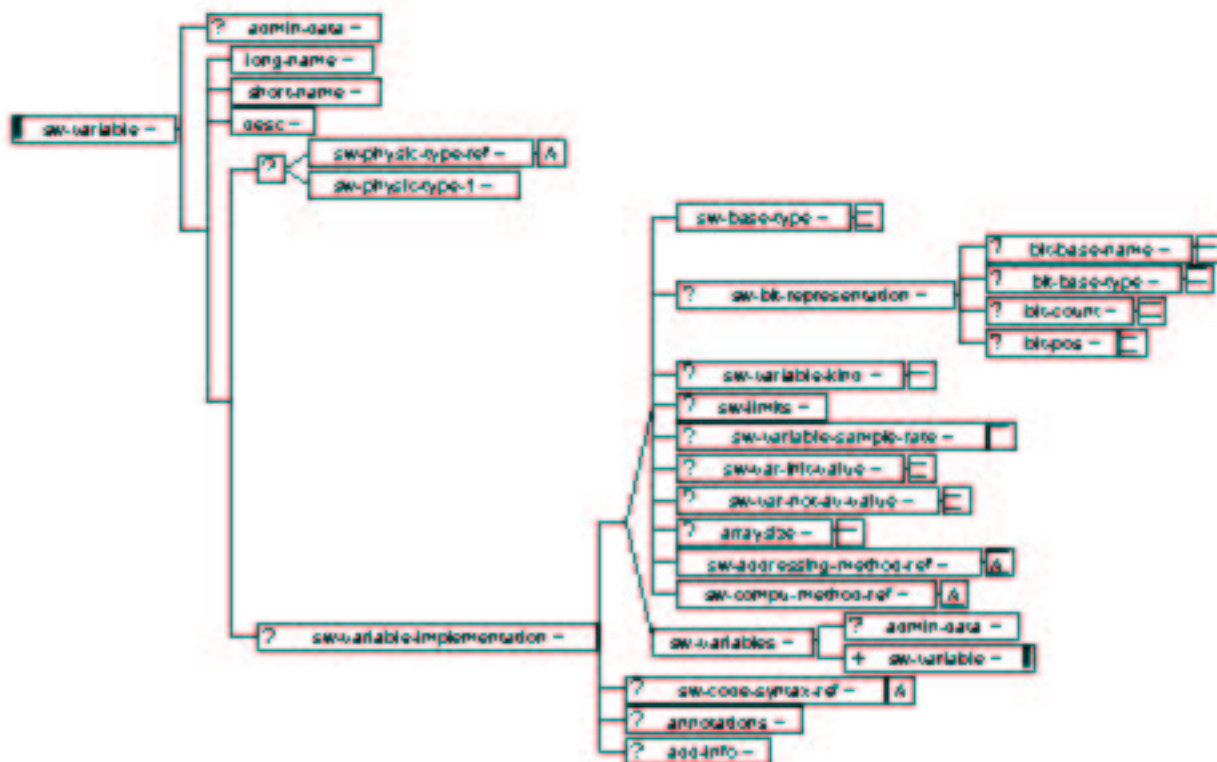 ? admin-data
long-name
short-name
sw-variable
desc
? sw-physic-type-ref &
sw-physic-type-1
sw-base-type
? bit-base-name
? bit-base-type
? sw-bit-representation
? bit-count
? bit-pos
? sw-variable-kind
? sw-limits
? sw-variable-sample-rate
? sw-var-init-value
? sw-var-not-av-value
? arraysize
sw-addressing-method-ref &
sw-compu-method-ref &
? admin-data
? sw-variable-implementation
sw-variables
+ sw-variable
? sw-code-syntax-ref &
? annotations
? add-info